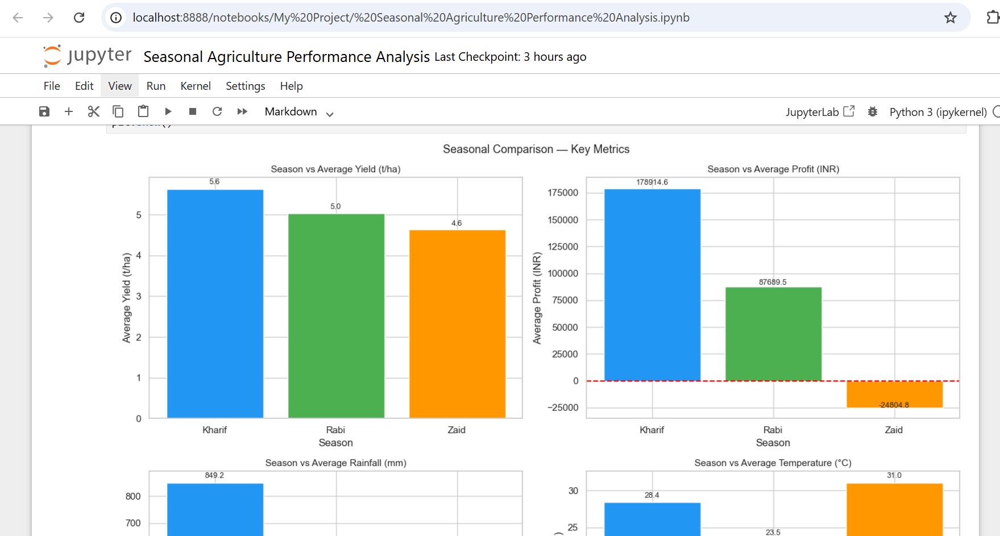 localhost:8888/notebooks/My%20Project/%20Seasonal%20Agriculture%20Performance%20Analysis.ipynb
jupyter Seasonal Agriculture Performance Analysis Last Checkpoint: 3 hours ago
File Edit View Run Kernel Settings Help
Markdown JupyterLab Python 3 (ipykernel)
Seasonal Comparison — Key Metrics
Season vs Average Yield (t/ha)
5.6
5.0
4.6
5
4
3
2
1
0
Average Yield (t/ha)
Kharif Rabi Zaid
Season
Season vs Average Profit (INR)
178914.6
87689.5
-24804.8
175000
150000
125000
100000
75000
50000
25000
0
−25000
Average Profit (INR)
Kharif Rabi Zaid
Season
Season vs Average Rainfall (mm)
849.2
800
700
Season vs Average Temperature (°C)
31.0
28.4
23.5
30
25